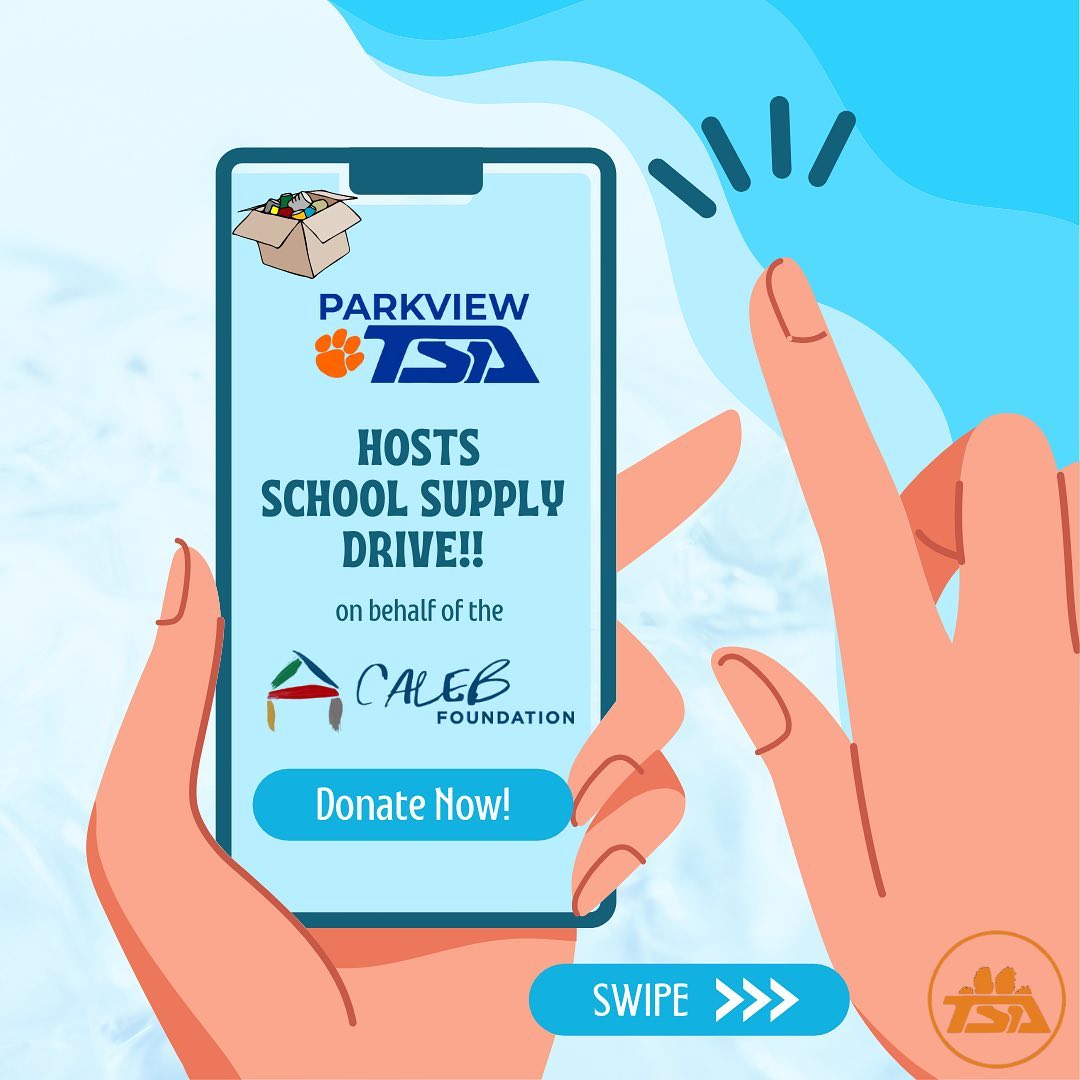 PARKVIEW
TSA
HOSTS
SCHOOL SUPPLY
DRIVE!!
on behalf of the
CALEB
FOUNDATION
Donate Now!
SWIPE
TSA